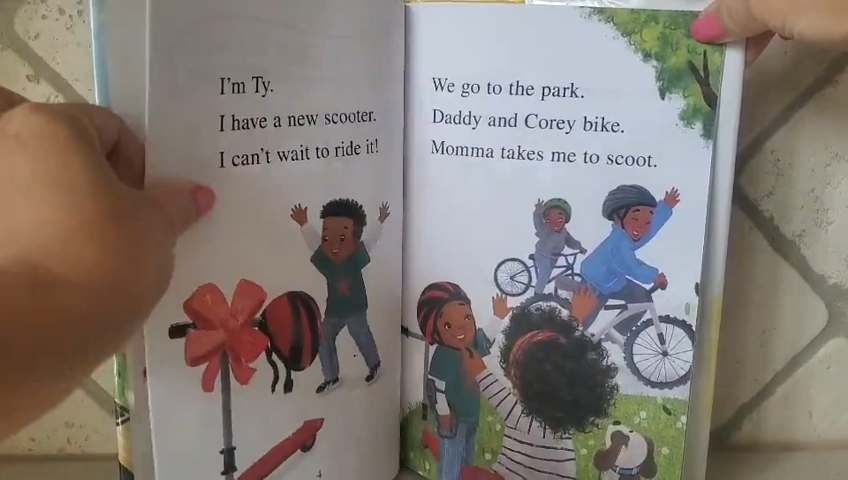 I'm Ty.
I have a new scooter.
I can't wait to ride it!
4
We go to the park.
Daddy and Corey bike.
Momma takes me to scoot.